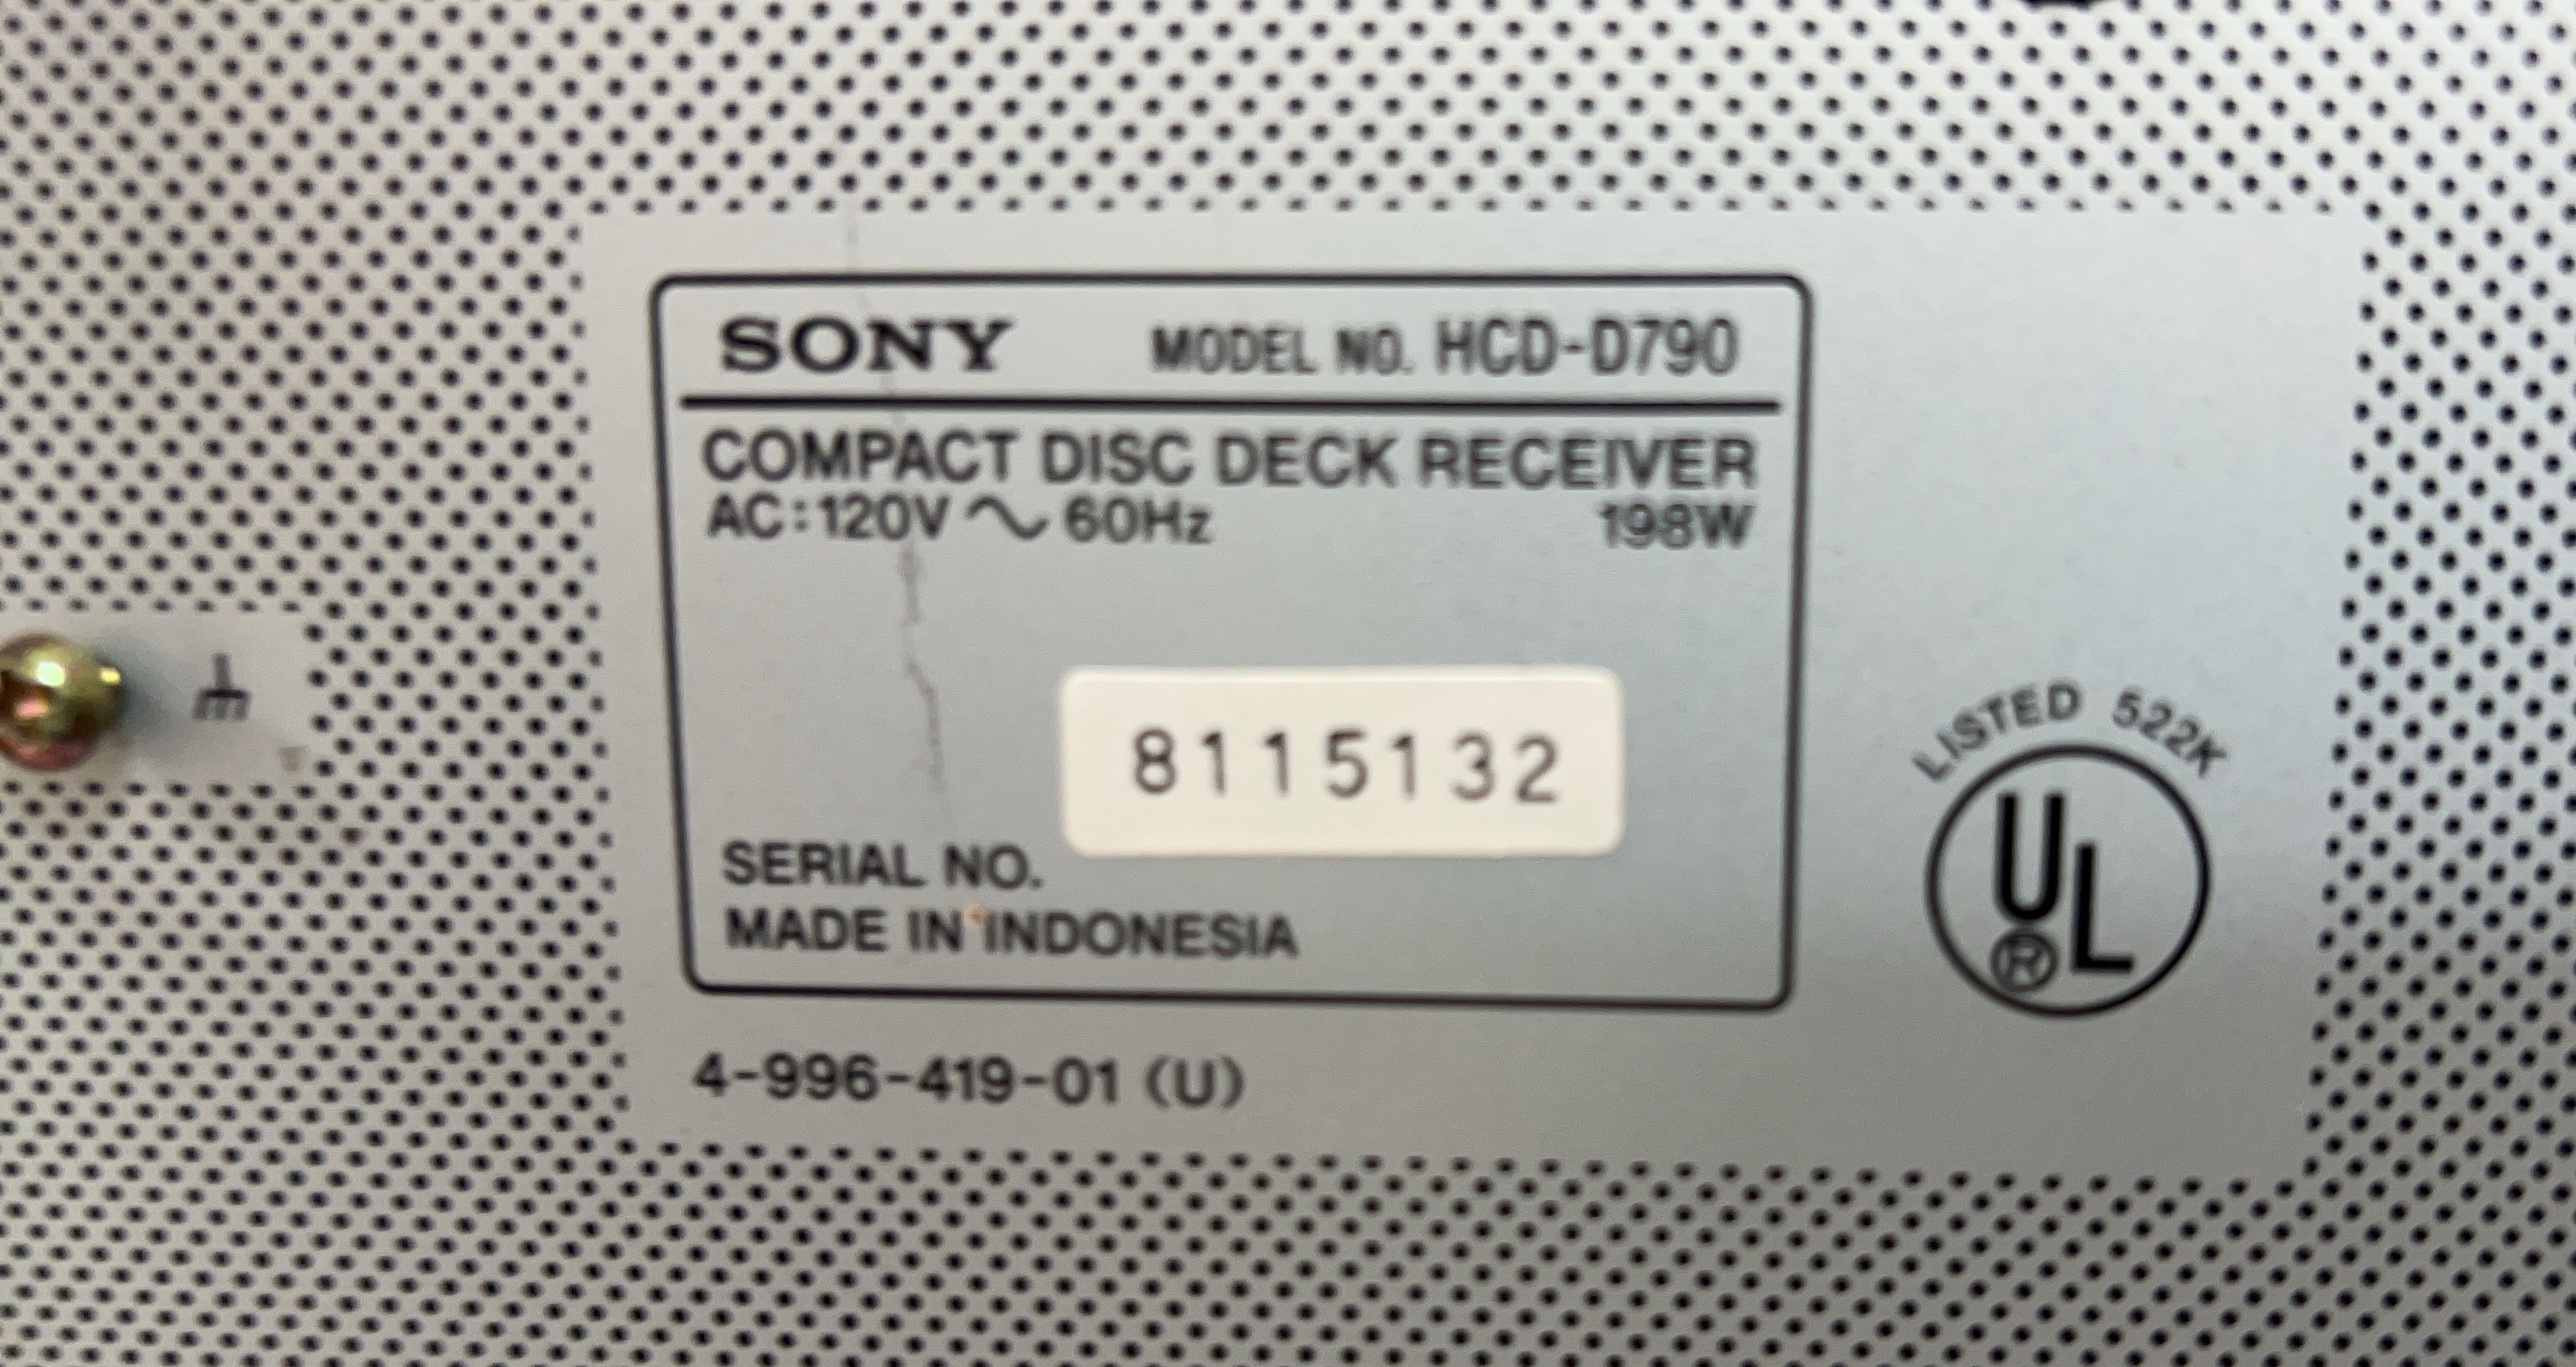 SONY MODEL NO. HCD-D790
COMPACT DISC DECK RECEIVER
AC:120V ～ 60Hz 198W
8115132
SERIAL NO.
MADE IN INDONESIA
4-996-419-01 (U)
LISTED 522K
UL
®